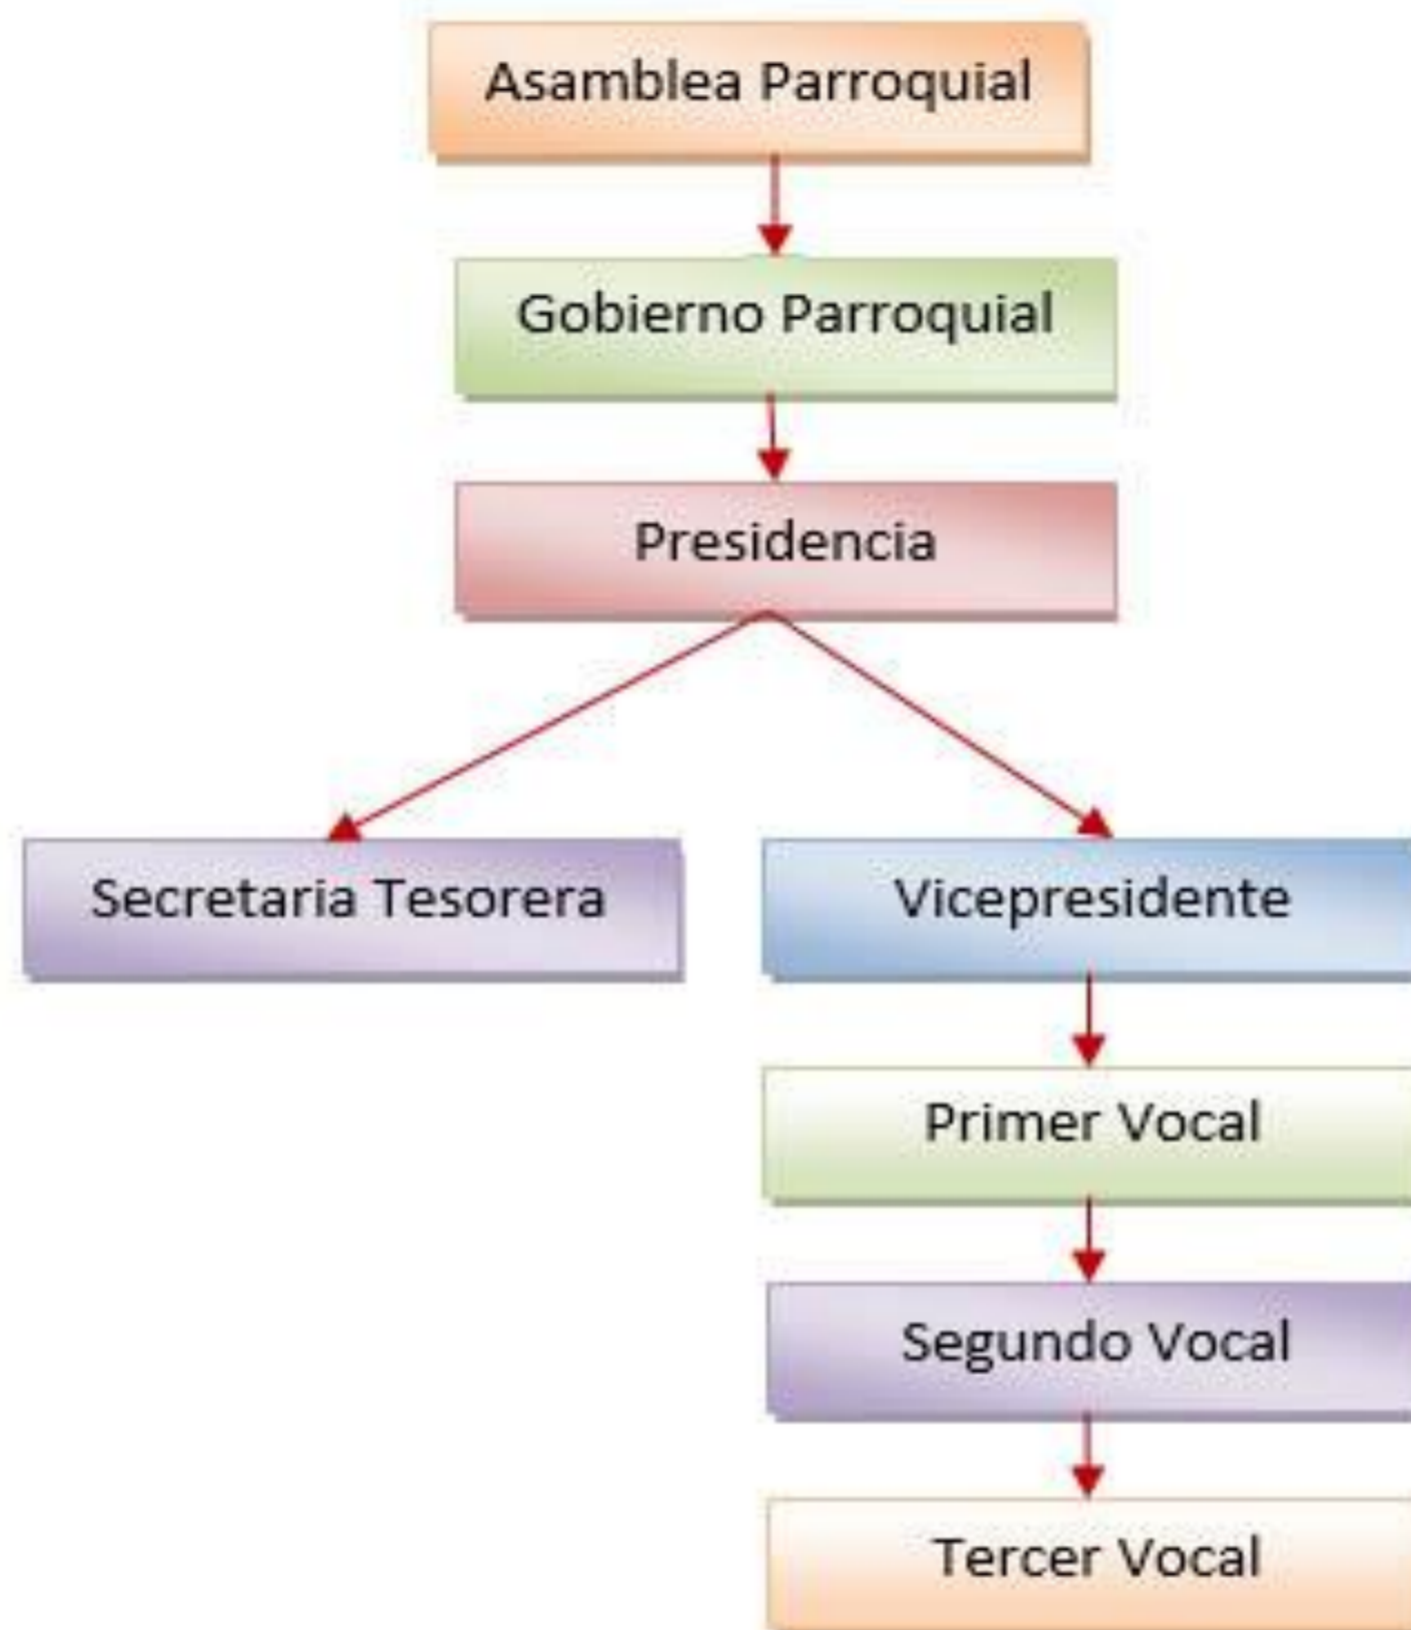 Asamblea Parroquial
Gobierno Parroquial
Presidencia
Secretaria Tesorera
Vicepresidente
Primer Vocal
Segundo Vocal
Tercer Vocal